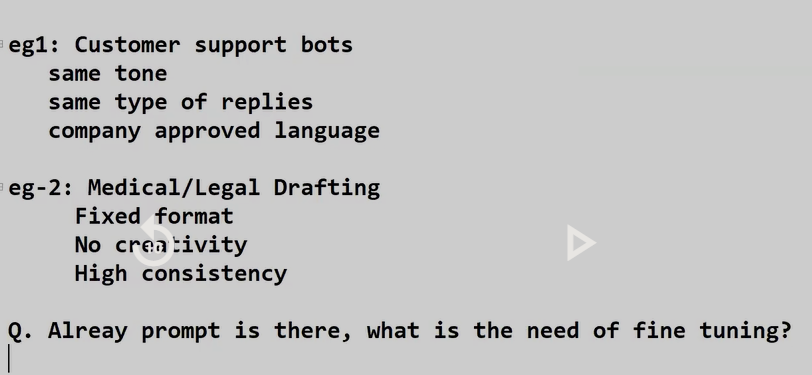 eg1: Customer support bots
same tone
same type of replies
company approved language
eg-2: Medical/Legal Drafting
Fixed format
No creativity
High consistency
Q. Alreay prompt is there, what is the need of fine tuning?